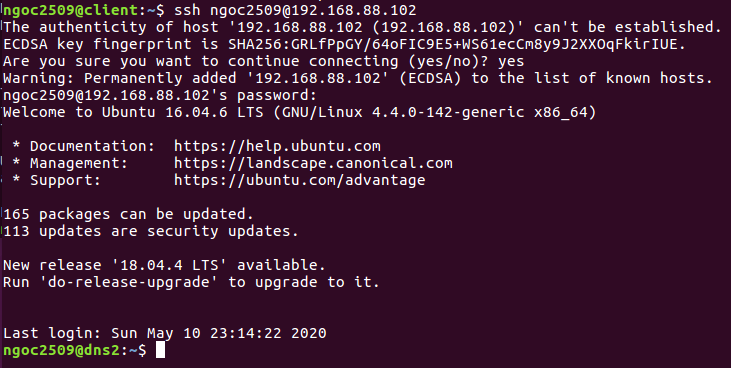 ngoc2509@client:~$ ssh ngoc2509@192.168.88.102
The authenticity of host '192.168.88.102 (192.168.88.102)' can't be established.
ECDSA key fingerprint is SHA256:GRLfPpGY/64oFIC9E5+WS61ecCm8y9J2XXOqFkirIUE.
Are you sure you want to continue connecting (yes/no)? yes
Warning: Permanently added '192.168.88.102' (ECDSA) to the list of known hosts.
ngoc2509@192.168.88.102's password:
Welcome to Ubuntu 16.04.6 LTS (GNU/Linux 4.4.0-142-generic x86_64)
* Documentation:  https://help.ubuntu.com
* Management:     https://landscape.canonical.com
* Support:        https://ubuntu.com/advantage
165 packages can be updated.
113 updates are security updates.
New release '18.04.4 LTS' available.
Run 'do-release-upgrade' to upgrade to it.
Last login: Sun May 10 23:14:22 2020
ngoc2509@dns2:~$